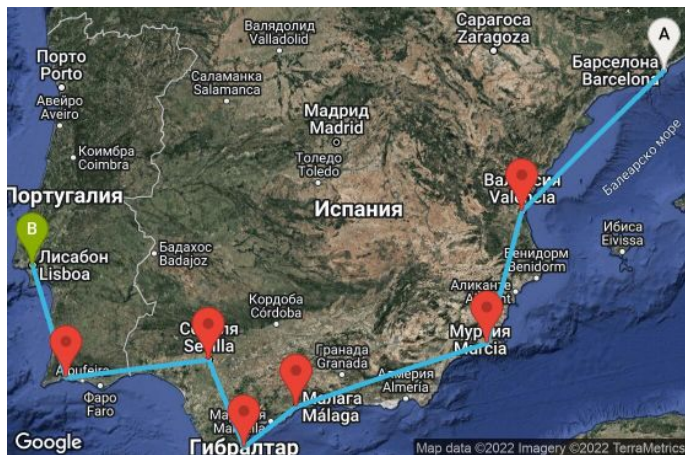 Валядолид
Valladolid
Сарагоса
Zaragoza
A
Порто
Porto
Барселона
Barcelona
Саламанка
Salamanca
Авейро
Aveiro
Мадрид
Madrid
Коимбра
Coimbra
Толедо
Toledo
Балеарско море
Португалия
Испания
Ибиса
Eivissa
B
Лисабон
Lisboa
Бадахос
Badajoz
Бенидорм
Benidorm
Аликанте
Кордоба
Córdoba
Мурсия
Murcia
Sevilla
Гранада
Granada
Алмерия
Almería
Фаро
Faro
Малага
Málaga
Гибралтар
Google
Map data ©2022 Imagery ©2022 TerraMetrics